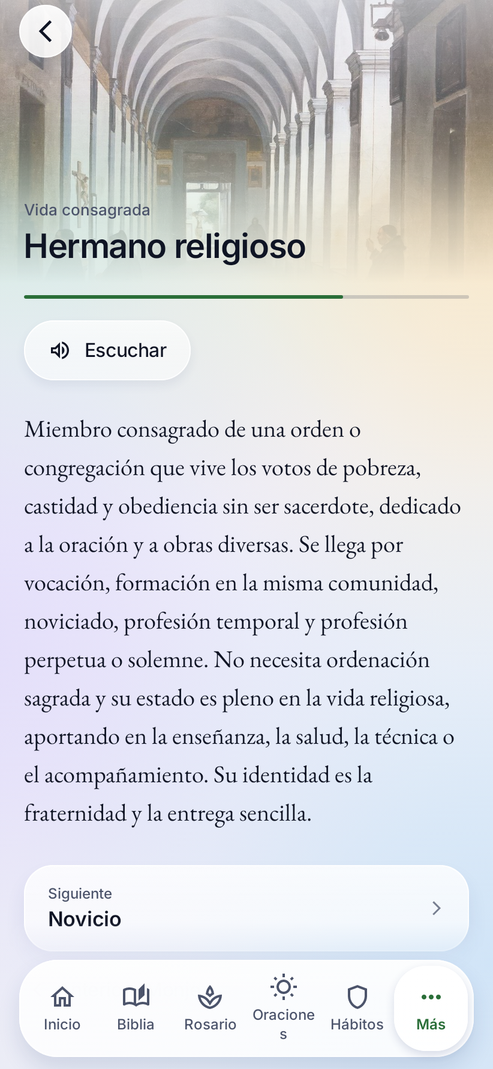 Vida consagrada
Hermano religioso
Escuchar
Miembro consagrado de una orden o
congregación que vive los votos de pobreza,
castidad y obediencia sin ser sacerdote, dedicado
a la oración y a obras diversas. Se llega por
vocación, formación en la misma comunidad,
noviciado, profesión temporal y profesión
perpetua o solemne. No necesita ordenación
sagrada y su estado es pleno en la vida religiosa,
aportando en la enseñanza, la salud, la técnica o
el acompañamiento. Su identidad es la
fraternidad y la entrega sencilla.
Siguiente
Novicio
Inicio
Biblia
Rosario
Oracione
s
Hábitos
Más